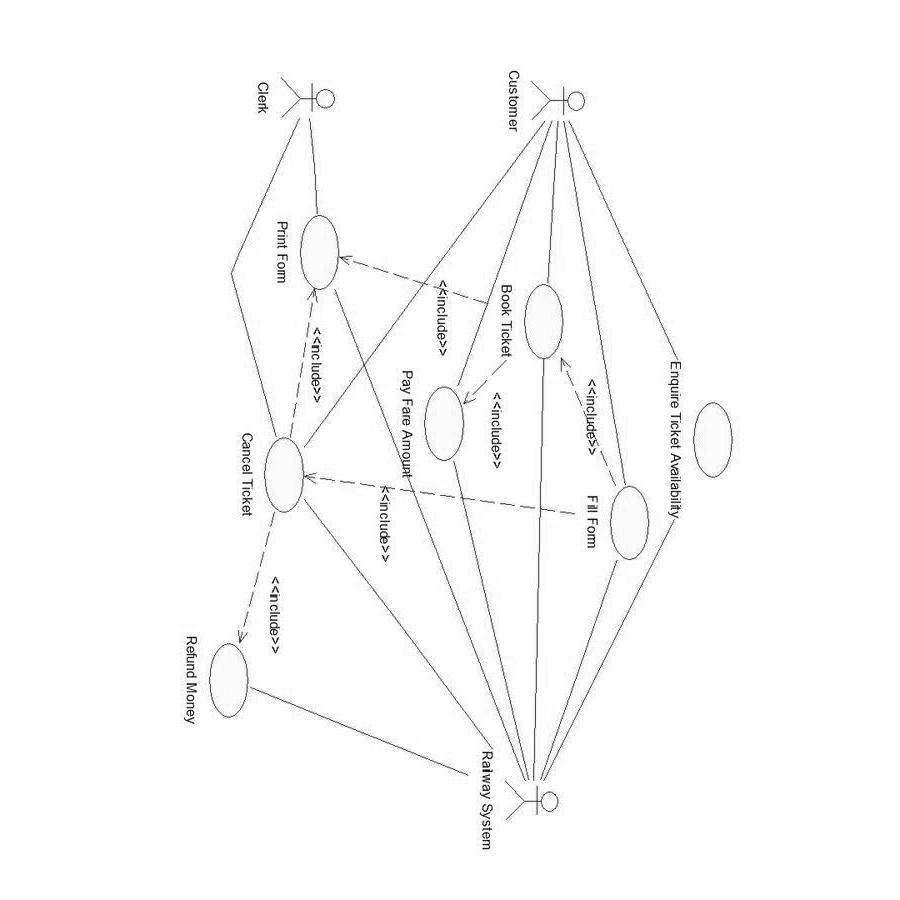 Enquire Ticket Availability
<<include>>
Fill Form
Customer
Book Ticket
<<include>>
Railway System
<<include>>
Pay Fare Amount
<<include>>
<<include>>
Print Form
<<include>>
Clerk
Cancel Ticket
Refund Money